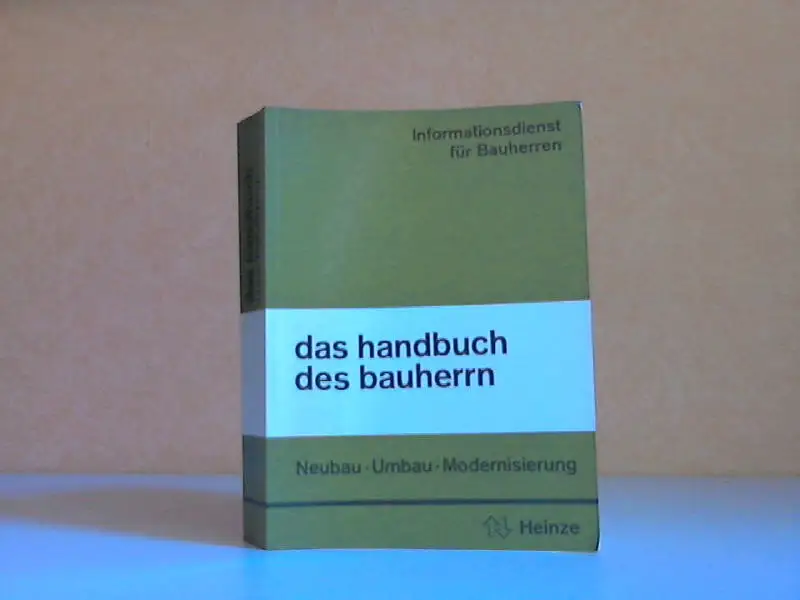 Informationsdienst
für Bauherren
das handbuch
des bauherrn
Neubau · Umbau · Modernisierung
Heinze